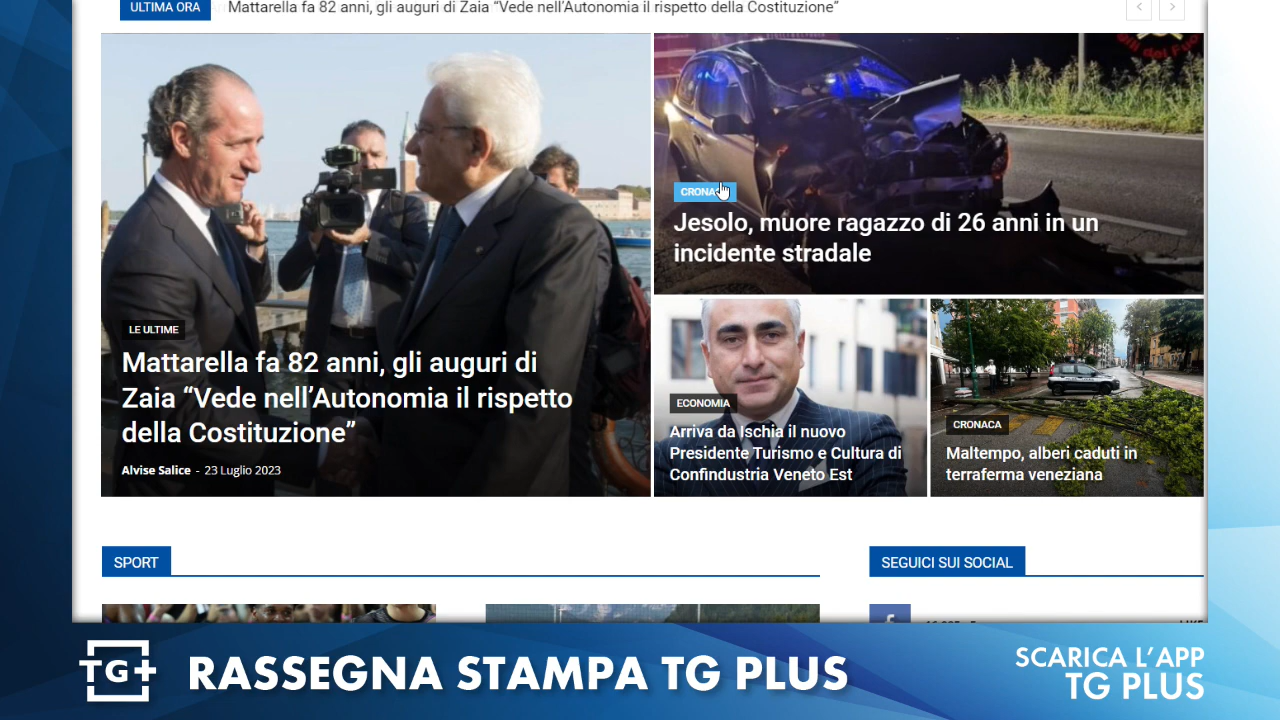 ULTIMA ORA
Mattarella fa 82 anni, gli auguri di Zaia “Vede nell’Autonomia il rispetto della Costituzione”
LE ULTIME
Mattarella fa 82 anni, gli auguri di
Zaia “Vede nell’Autonomia il rispetto
della Costituzione”
Alvise Salice - 23 Luglio 2023
Jesolo, muore ragazzo di 26 anni in un
incidente stradale
ECONOMIA
Arriva da Ischia il nuovo
Presidente Turismo e Cultura di
Confindustria Veneto Est
CRONACA
Maltempo, alberi caduti in
terraferma veneziana
SPORT
SEGUICI SUI SOCIAL
TG+
RASSEGNA STAMPA TG PLUS
SCARICA L’APP
TG PLUS